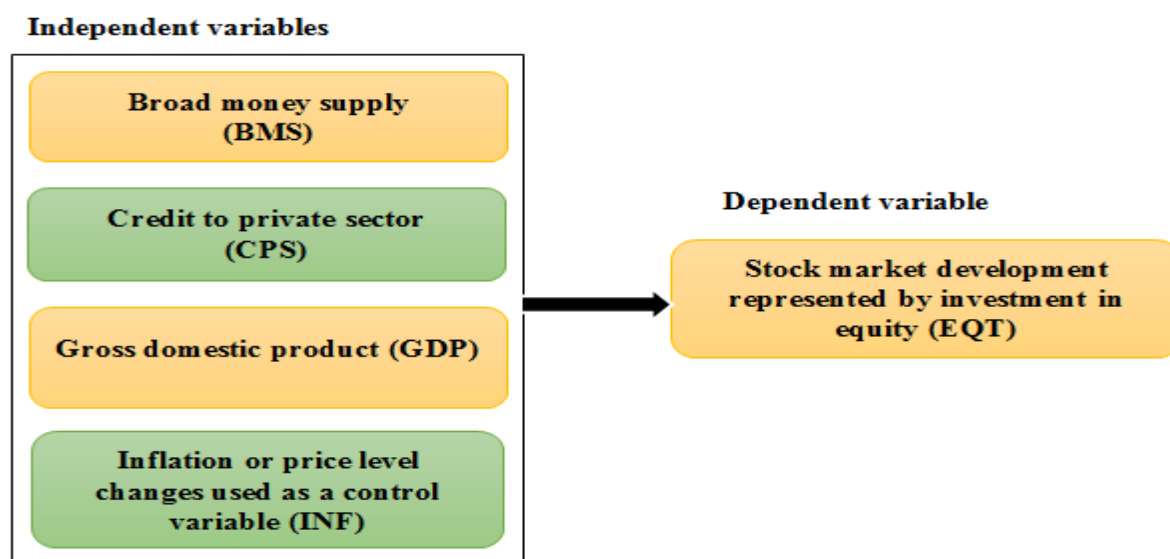 Independent variables
Broad money supply
(BMS)
Credit to private sector
(CPS)
Gross domestic product (GDP)
Inflation or price level
changes used as a control
variable (INF)
Dependent variable
Stock market development
represented by investment in
equity (EQT)